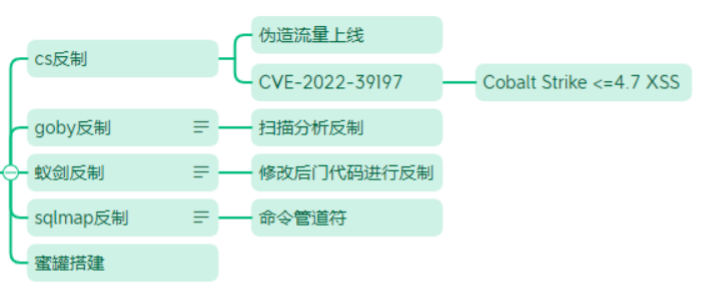 cs反制
伪造流量上线
CVE-2022-39197
Cobalt Strike <=4.7 XSS
goby反制
扫描分析反制
蚁剑反制
修改后门代码进行反制
sqlmap反制
命令管道符
蜜罐搭建